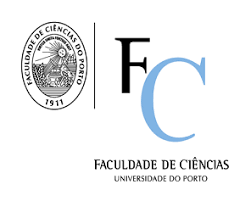 FACULDADE DE CIÊNCIAS DO PORTO
1911
FC
FACULDADE DE CIÊNCIAS
UNIVERSIDADE DO PORTO